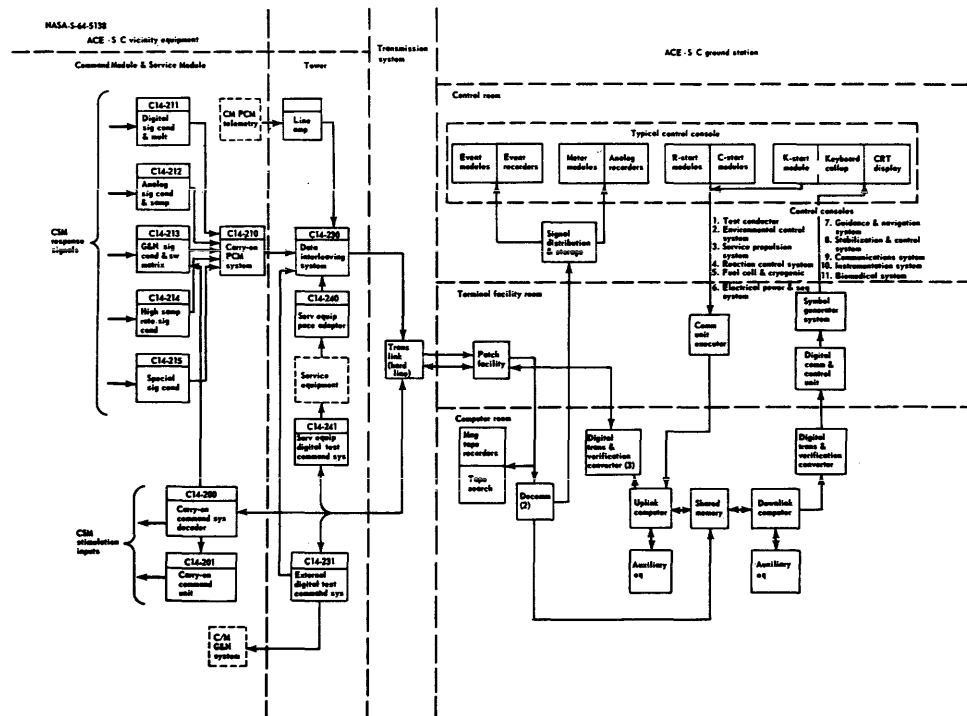 NASA-S-64-5138
ACE - S C vicinity equipment
Transmission
system
ACE - S C ground station
Command Module & Service Module
Tower
Control room
C14-211
Digital
sig cond
& mult
CM PCM
telemetry
Line
amp
Typical control console
Event
modules
Event
recorders
Meter
modules
Analog
recorders
R-start
modules
C-start
modules
K-start
module
Keyboard
collup
CRT
display
C14-212
Analog
sig cond
& samp
Control consoles
1. Test conductor
2. Environmental control
system
3. Service propulsion
system
4. Reaction control system
5. Fuel cell & cryogenic
6. Electrical power & seq
system
7. Guidance & navigation
system
8. Stabilization & control
system
9. Communications system
10. Instrumentation system
11. Biomedical system
CSM
response
signals
C14-213
G&N sig
cond & sw
matrix
C14-210
Carry-on
PCM
system
C14-230
Data
interleaving
system
Signal
distribution
& storage
C14-214
High samp
rate sig
cond
C14-240
Serv equip
pace adaptor
Terminal facility room
Comm
unit
executor
Symbol
generator
system
C14-215
Special
sig cond
Service
equipment
Trans
link
(hard
line)
Patch
facility
Digital
comm &
control
unit
C14-241
Serv equip
digital test
command sys
Computer room
Mag
tape
recorders
Tape
search
Digital
trans &
verification
converter (3)
Digital
trans &
verification
converter
Decomm
(2)
Uplink
computer
Shared
memory
Downlink
computer
CSM
stimulation
inputs
C14-200
Carry-on
command sys
decoder
C14-201
Carry-on
command
unit
C14-231
External
digital test
command sys
Auxiliary
eq
Auxiliary
eq
C/M
G&N
system